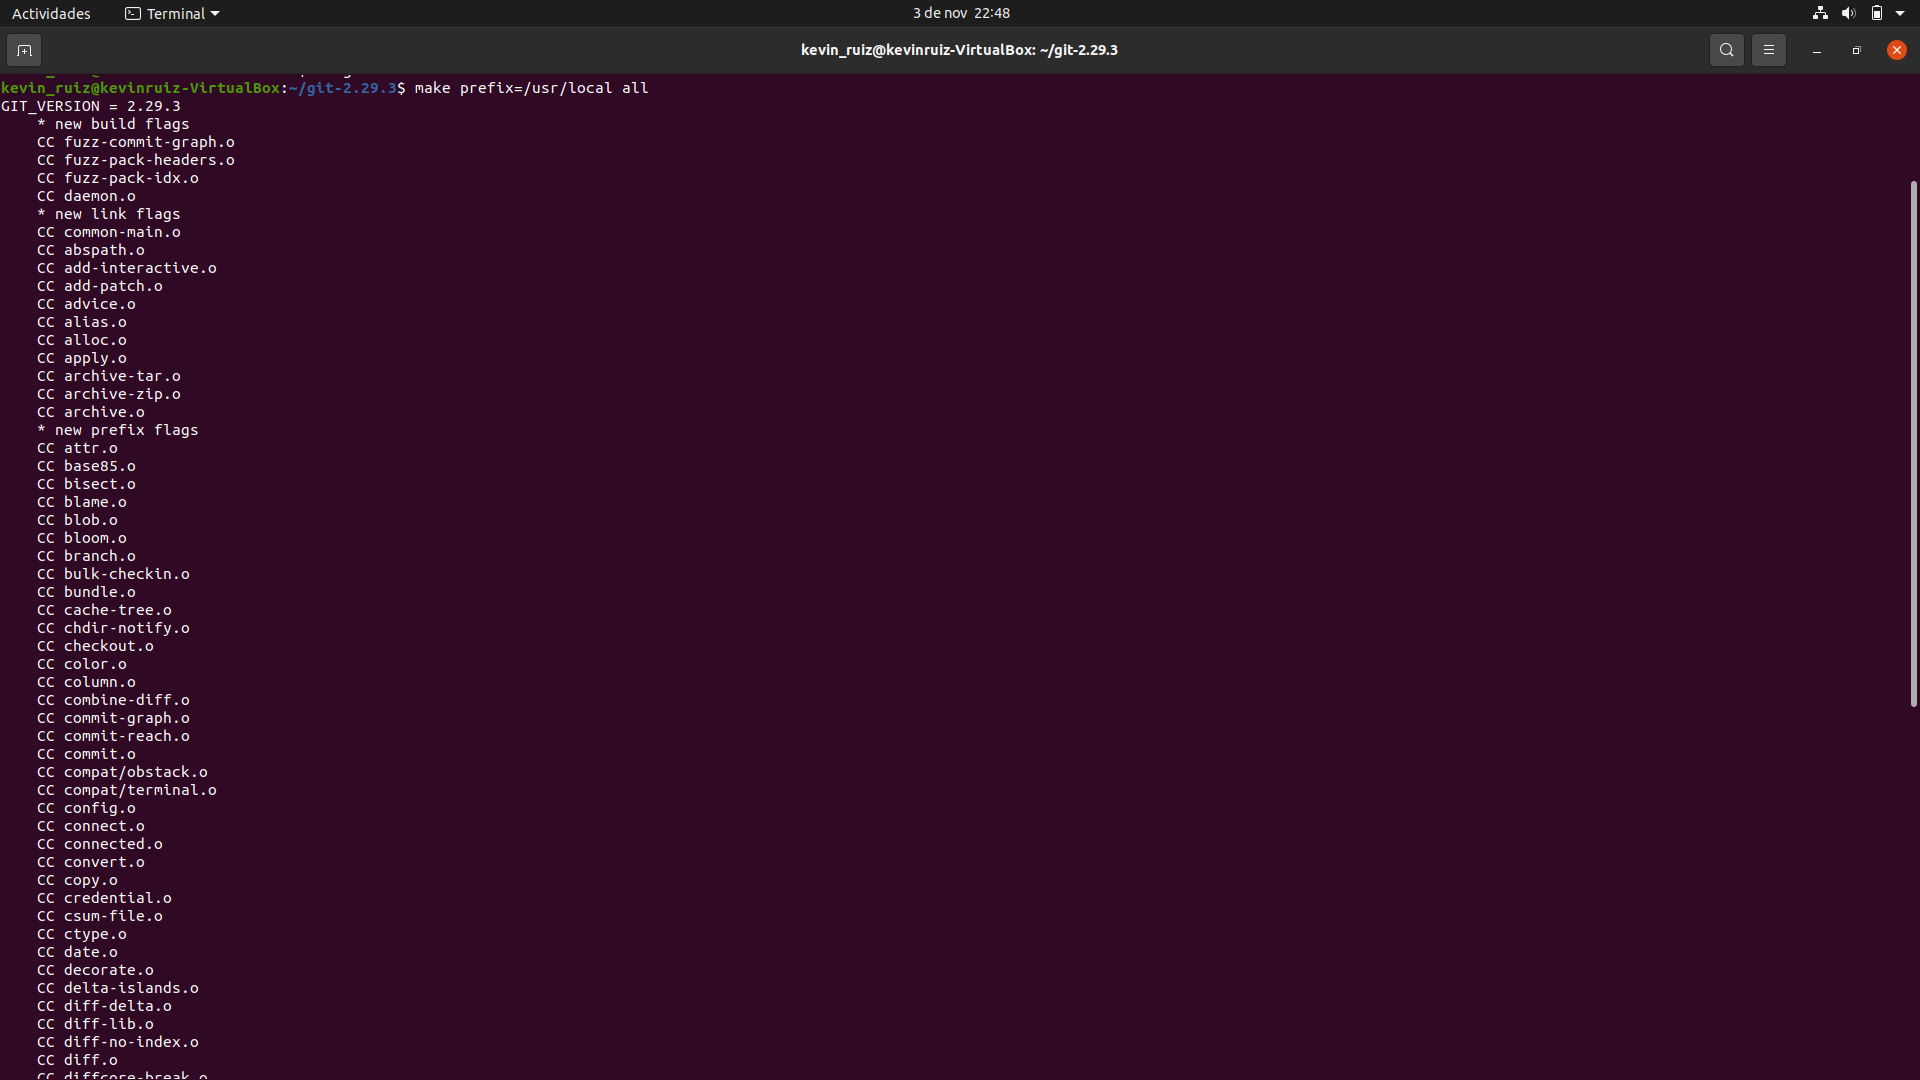 Actividades
Terminal
3 de nov 22:48
kevin_ruiz@kevinruiz-VirtualBox: ~/git-2.29.3
kevin_ruiz@kevinruiz-VirtualBox:~/git-2.29.3$ make prefix=/usr/local all
GIT_VERSION = 2.29.3
* new build flags
CC fuzz-commit-graph.o
CC fuzz-pack-headers.o
CC fuzz-pack-idx.o
CC daemon.o
* new link flags
CC common-main.o
CC abspath.o
CC add-interactive.o
CC add-patch.o
CC advice.o
CC alias.o
CC alloc.o
CC apply.o
CC archive-tar.o
CC archive-zip.o
CC archive.o
* new prefix flags
CC attr.o
CC base85.o
CC bisect.o
CC blame.o
CC blob.o
CC bloom.o
CC branch.o
CC bulk-checkin.o
CC bundle.o
CC cache-tree.o
CC chdir-notify.o
CC checkout.o
CC color.o
CC column.o
CC combine-diff.o
CC commit-graph.o
CC commit-reach.o
CC commit.o
CC compat/obstack.o
CC compat/terminal.o
CC config.o
CC connect.o
CC connected.o
CC convert.o
CC copy.o
CC credential.o
CC csum-file.o
CC ctype.o
CC date.o
CC decorate.o
CC delta-islands.o
CC diff-delta.o
CC diff-lib.o
CC diff-no-index.o
CC diff.o
CC diffcore-break.o